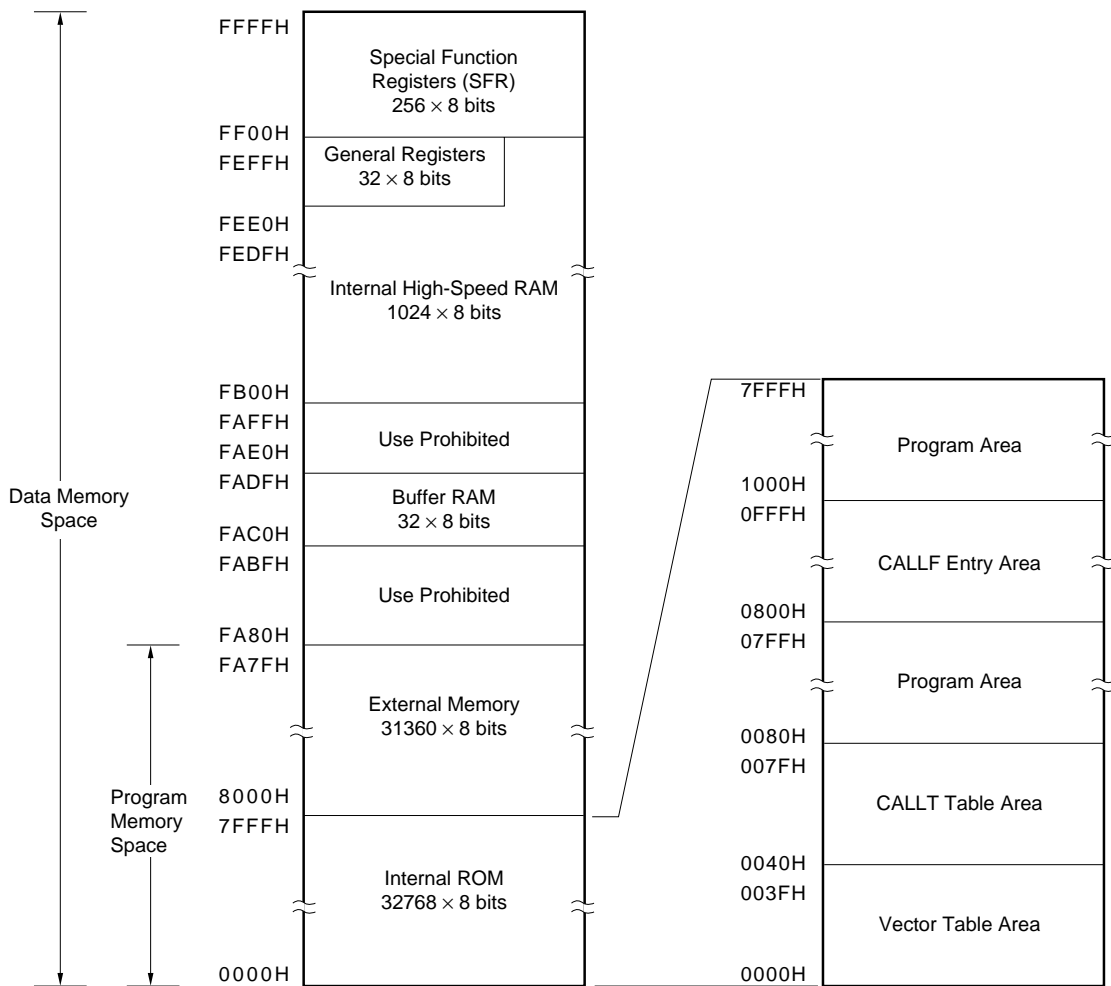 FFFFH
Special Function
Registers (SFR)
256 × 8 bits
FF00H
FEFFH
General Registers
32 × 8 bits
FEE0H
FEDFH
Internal High-Speed RAM
1024 × 8 bits
FB00H
FAFFH
Use Prohibited
FAE0H
FADFH
Data Memory
Space
Buffer RAM
32 × 8 bits
FAC0H
FABFH
Use Prohibited
FA80H
FA7FH
External Memory
31360 × 8 bits
Program
Memory
Space
8000H
7FFFH
Internal ROM
32768 × 8 bits
0000H
7FFFH
Program Area
1000H
0FFFH
CALLF Entry Area
0800H
07FFH
Program Area
0080H
007FH
CALLT Table Area
0040H
003FH
Vector Table Area
0000H